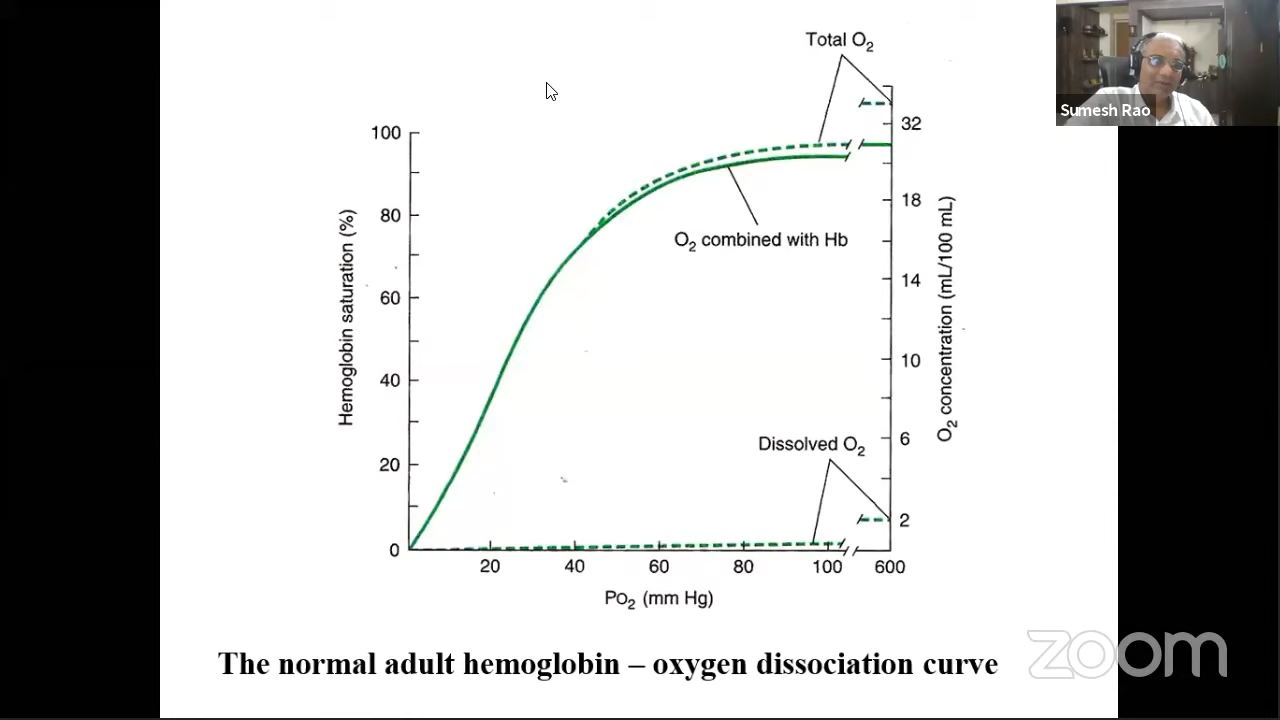 Total O2
Sumesh Rao
100
80
60
40
20
0
Hemoglobin saturation (%)
32
18
14
10
6
2
O2 concentration (mL/100 mL)
O2 combined with Hb
Dissolved O2
20 40 60 80 100 600
PO2 (mm Hg)
The normal adult hemoglobin – oxygen dissociation curve
zoom